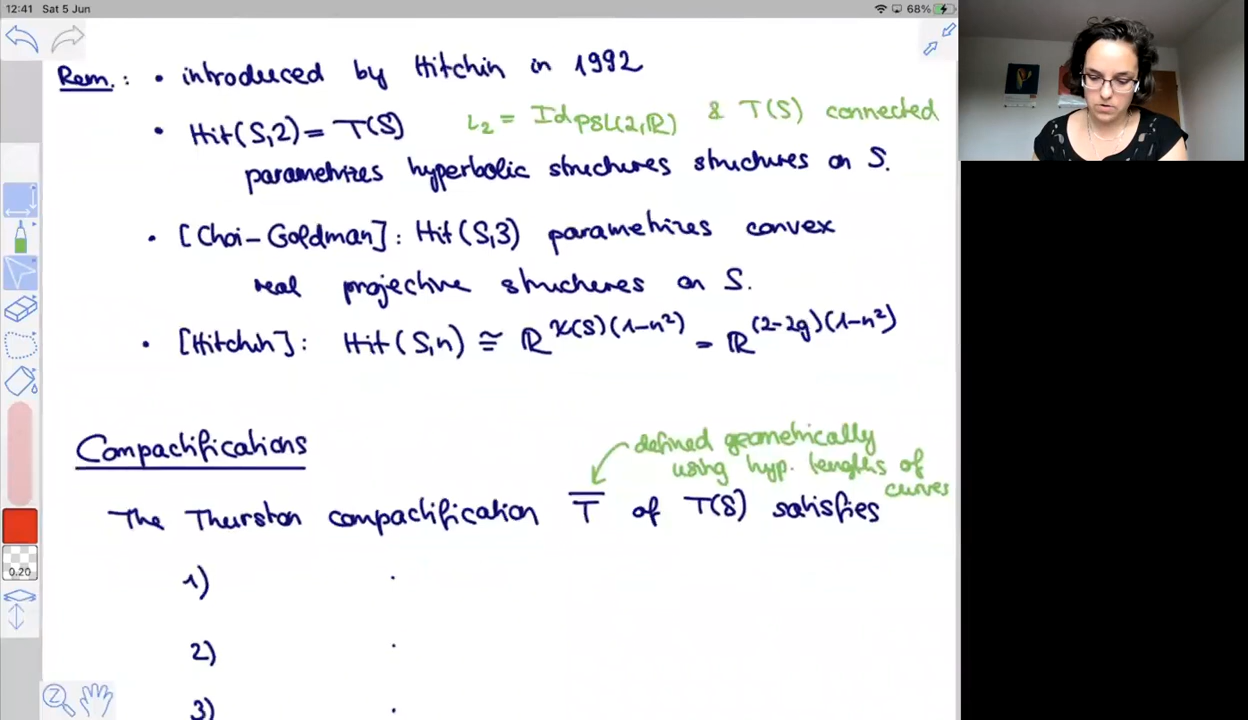 12:41 Sat 5 Jun
68%
Rem.: • introduced by Hitchin in 1992
• Hit(S,2) = T(S) ι₂ = Id_PSL(2,ℝ) & T(S) connected
parametrizes hyperbolic structures structures on S.
• [Choi-Goldman]: Hit(S,3) parametrizes convex
real projective structures on S.
• [Hitchin]: Hit(S,n) ≅ ℝ^χ(S)(1-n²) = ℝ^(2-2g)(1-n²)
Compactifications
defined geometrically
using hyp. lengths of
curves
The Thurston compactification T̅ of T(S) satisfies
1) .
2) .
3) .
0.20